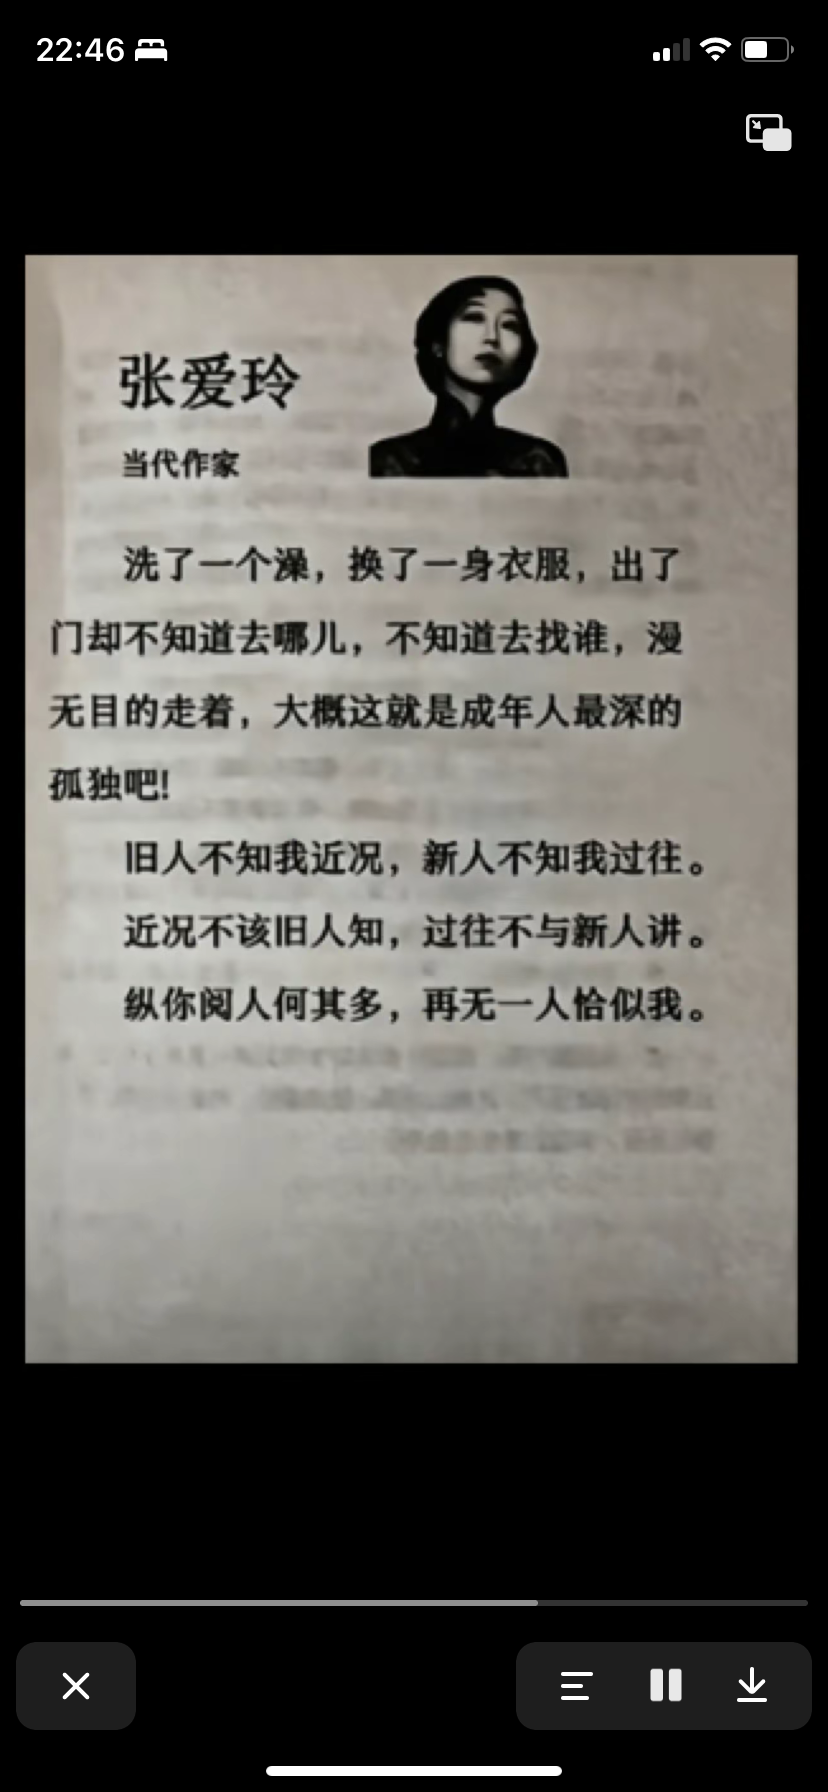 22:46
张爱玲
当代作家
洗了一个澡，换了一身衣服，出了
门却不知道去哪儿，不知道去找谁，漫
无目的走着，大概这就是成年人最深的
孤独吧!
旧人不知我近况，新人不知我过往。
近况不该旧人知，过往不与新人讲。
纵你阅人何其多，再无一人恰似我。